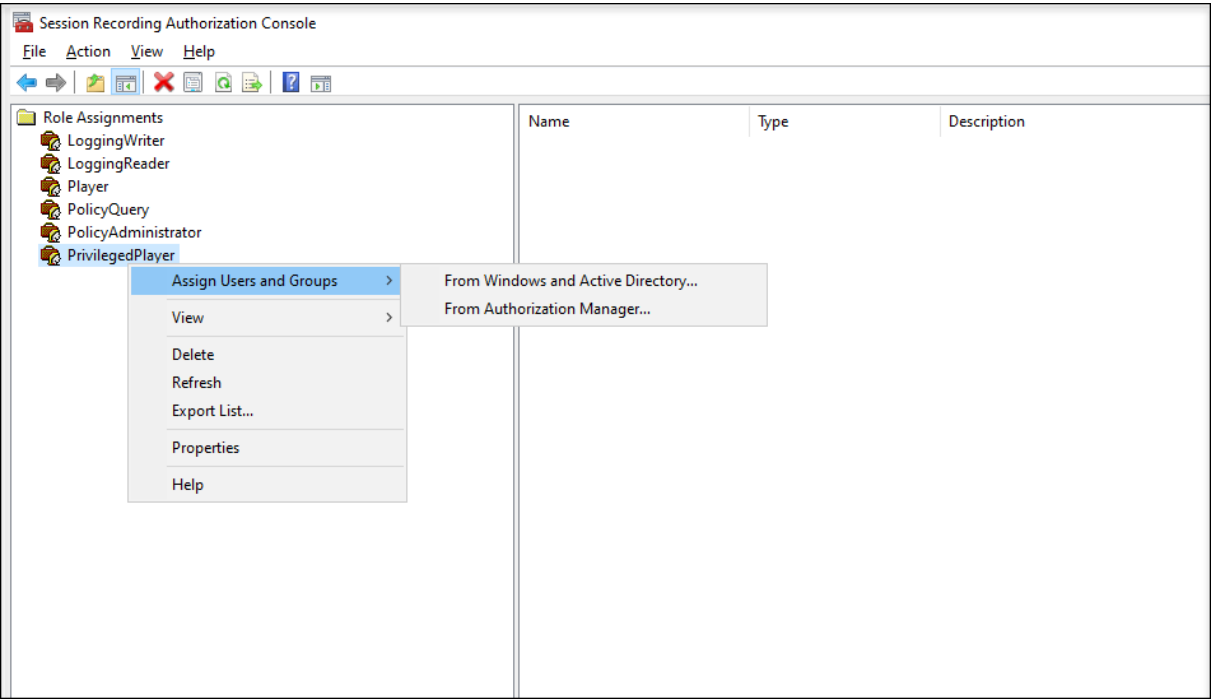 Session Recording Authorization Console
File Action View Help
Role Assignments
LoggingWriter
LoggingReader
Player
PolicyQuery
PolicyAdministrator
PrivilegedPlayer
Name Type Description
Assign Users and Groups
View
Delete
Refresh
Export List...
Properties
Help
From Windows and Active Directory...
From Authorization Manager...